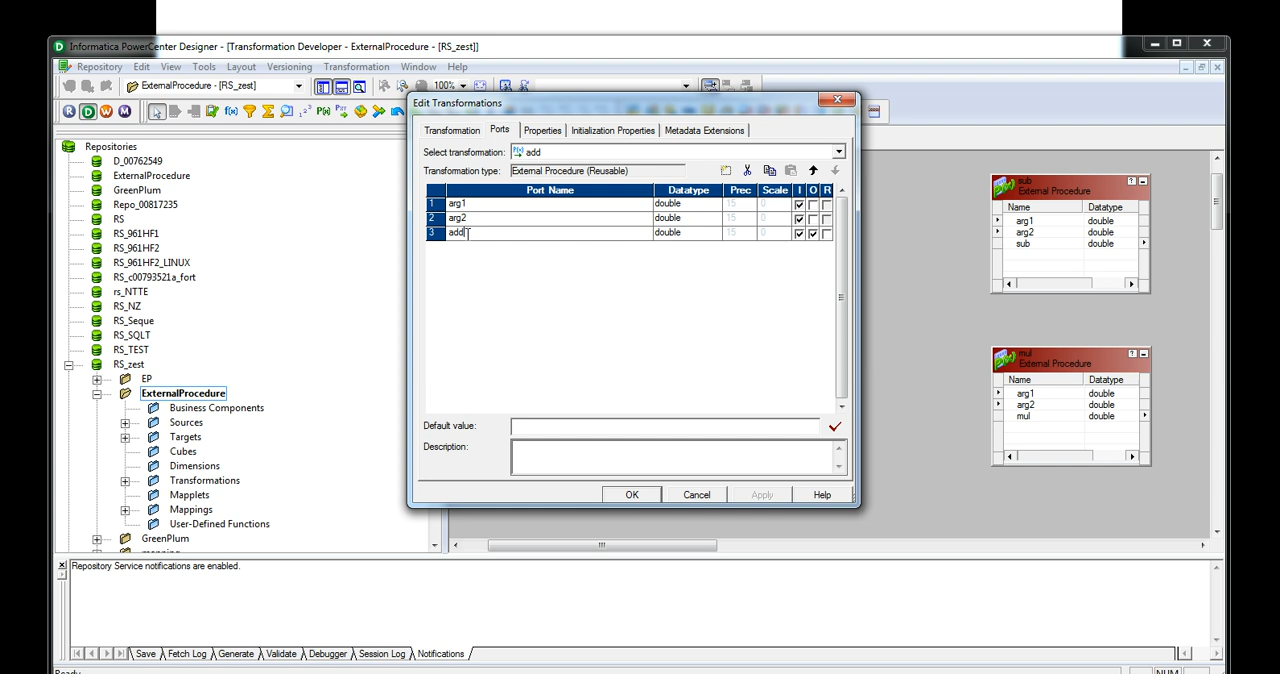 Informatica PowerCenter Designer - [Transformation Developer - ExternalProcedure - [RS_zest]]
Repository Edit View Tools Layout Versioning Transformation Window Help
ExternalProcedure - [RS_zest] 100%
R D W M f(x) Σ P(x)
Edit Transformations
Transformation Ports Properties Initialization Properties Metadata Extensions
Select transformation: add
Transformation type: External Procedure (Reusable)
Port Name Datatype Prec Scale I O R
1 arg1 double 15 0
2 arg2 double 15 0
3 add double 15 0
Default value:
Description:
OK Cancel Apply Help
Repositories
D_00762549
ExternalProcedure
GreenPlum
Repo_00817235
RS
RS_961HF1
RS_961HF2
RS_961HF2_LINUX
RS_c00793521a_fort
rs_NTTE
RS_NZ
RS_Seque
RS_SQLT
RS_TEST
RS_zest
EP
ExternalProcedure
Business Components
Sources
Targets
Cubes
Dimensions
Transformations
Mapplets
Mappings
User-Defined Functions
GreenPlum
mapping
sub
External Procedure
Name Datatype
arg1 double
arg2 double
sub double
mul
External Procedure
Name Datatype
arg1 double
arg2 double
mul double
Repository Service notifications are enabled.
Save Fetch Log Generate Validate Debugger Session Log Notifications
Ready NUM